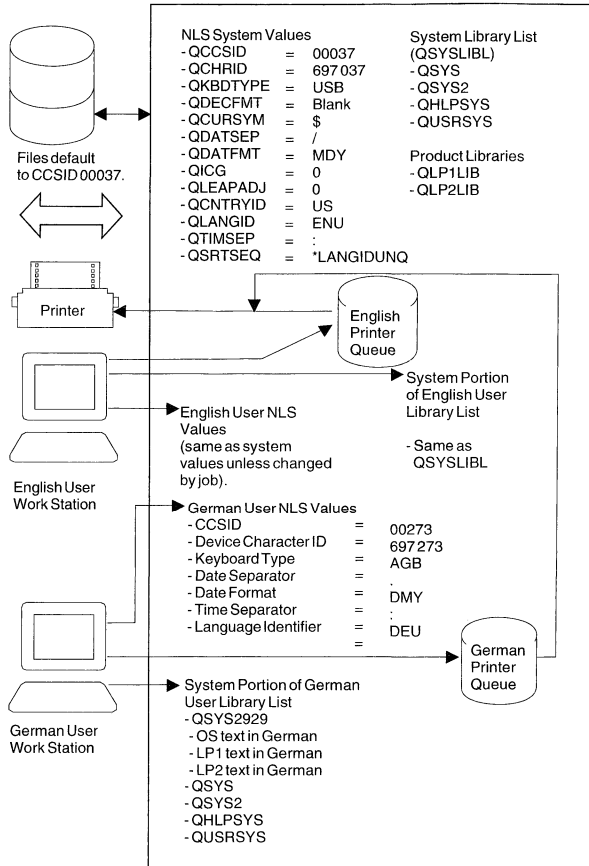 NLS System Values
- QCCSID = 00037
- QCHRID = 697 037
- QKBDTYPE = USB
- QDECFMT = Blank
- QCURSYM = $
- QDATSEP = /
- QDATFMT = MDY
- QICG = 0
- QLEAPADJ = 0
- QCNTRYID = US
- QLANGID = ENU
- QTIMSEP = :
- QSRTSEQ = *LANGIDUNQ
System Library List
(QSYSLIBL)
- QSYS
- QSYS2
- QHLPSYS
- QUSRSYS
Product Libraries
- QLP1LIB
- QLP2LIB
Files default
to CCSID 00037.
Printer
English
Printer
Queue
System Portion
of English User
Library List
- Same as
QSYSLIBL
English User NLS
Values
(same as system
values unless changed
by job).
English User
Work Station
German User NLS Values
- CCSID = 00273
- Device Character ID = 697 273
- Keyboard Type = AGB
- Date Separator = .
- Date Format = DMY
- Time Separator = :
- Language Identifier = DEU
=
German
Printer
Queue
German User
Work Station
System Portion of German
User Library List
- QSYS2929
- OS text in German
- LP1 text in German
- LP2 text in German
- QSYS
- QSYS2
- QHLPSYS
- QUSRSYS